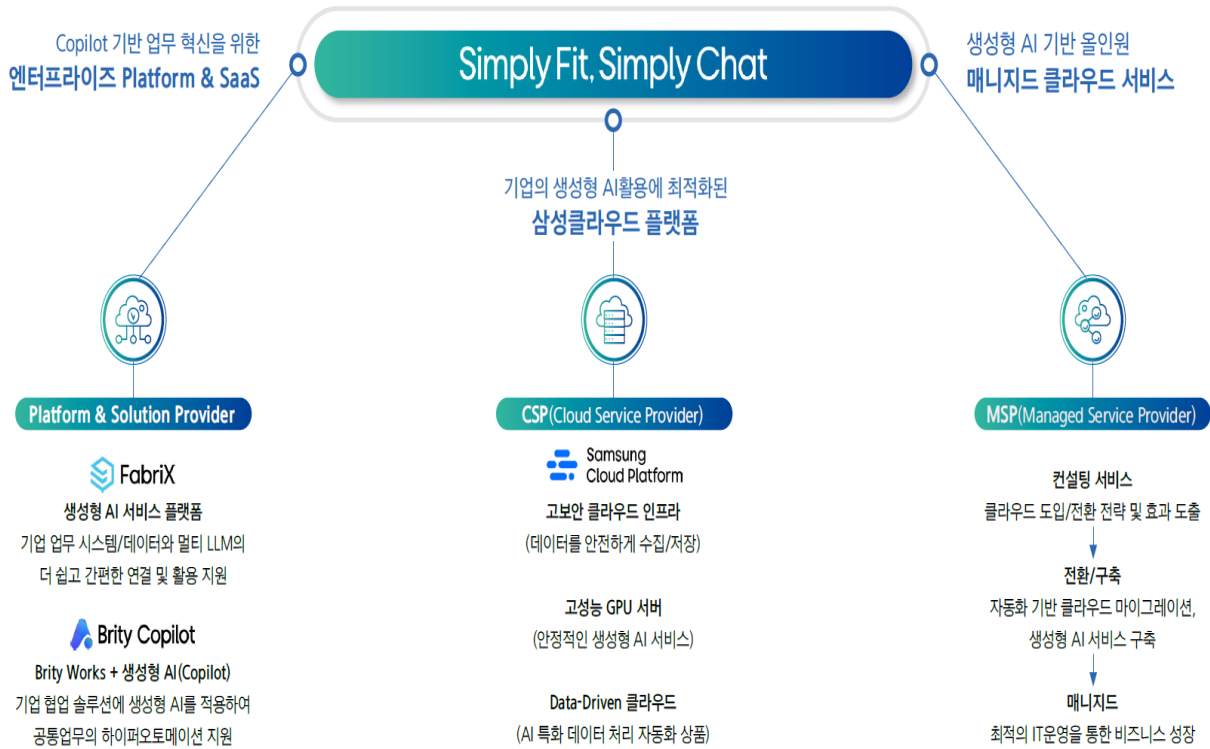 Copilot 기반 업무 혁신을 위한
엔터프라이즈 Platform & SaaS
Simply Fit, Simply Chat
생성형 AI 기반 올인원
매니지드 클라우드 서비스
기업의 생성형 AI활용에 최적화된
삼성클라우드 플랫폼
Platform & Solution Provider
FabriX
생성형 AI 서비스 플랫폼
기업 업무 시스템/데이터와 멀티 LLM의
더 쉽고 간편한 연결 및 활용 지원
Brity Copilot
Brity Works + 생성형 AI(Copilot)
기업 협업 솔루션에 생성형 AI를 적용하여
공통업무의 하이퍼오토메이션 지원
CSP(Cloud Service Provider)
Samsung
Cloud Platform
고보안 클라우드 인프라
(데이터를 안전하게 수집/저장)
고성능 GPU 서버
(안정적인 생성형 AI 서비스)
Data-Driven 클라우드
(AI 특화 데이터 처리 자동화 상품)
MSP(Managed Service Provider)
컨설팅 서비스
클라우드 도입/전환 전략 및 효과 도출
전환/구축
자동화 기반 클라우드 마이그레이션,
생성형 AI 서비스 구축
매니지드
최적의 IT운영을 통한 비즈니스 성장